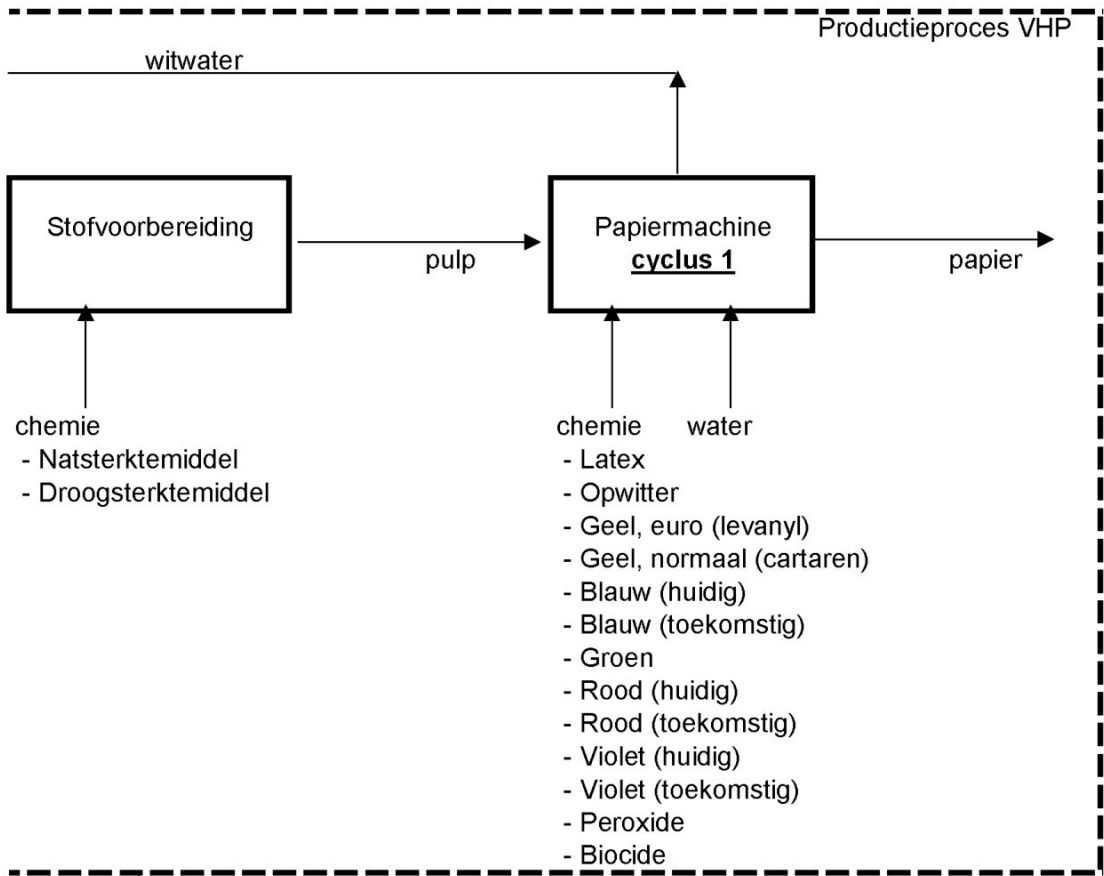 Productieproces VHP
witwater
Stofvoorbereiding
pulp
Papiermachine
cyclus 1
papier
chemie
- Natsterktemiddel
- Droogsterktemiddel
chemie
water
- Latex
- Opwitter
- Geel, euro (levanyl)
- Geel, normaal (cartaren)
- Blauw (huidig)
- Blauw (toekomstig)
- Groen
- Rood (huidig)
- Rood (toekomstig)
- Violet (huidig)
- Violet (toekomstig)
- Peroxide
- Biocide